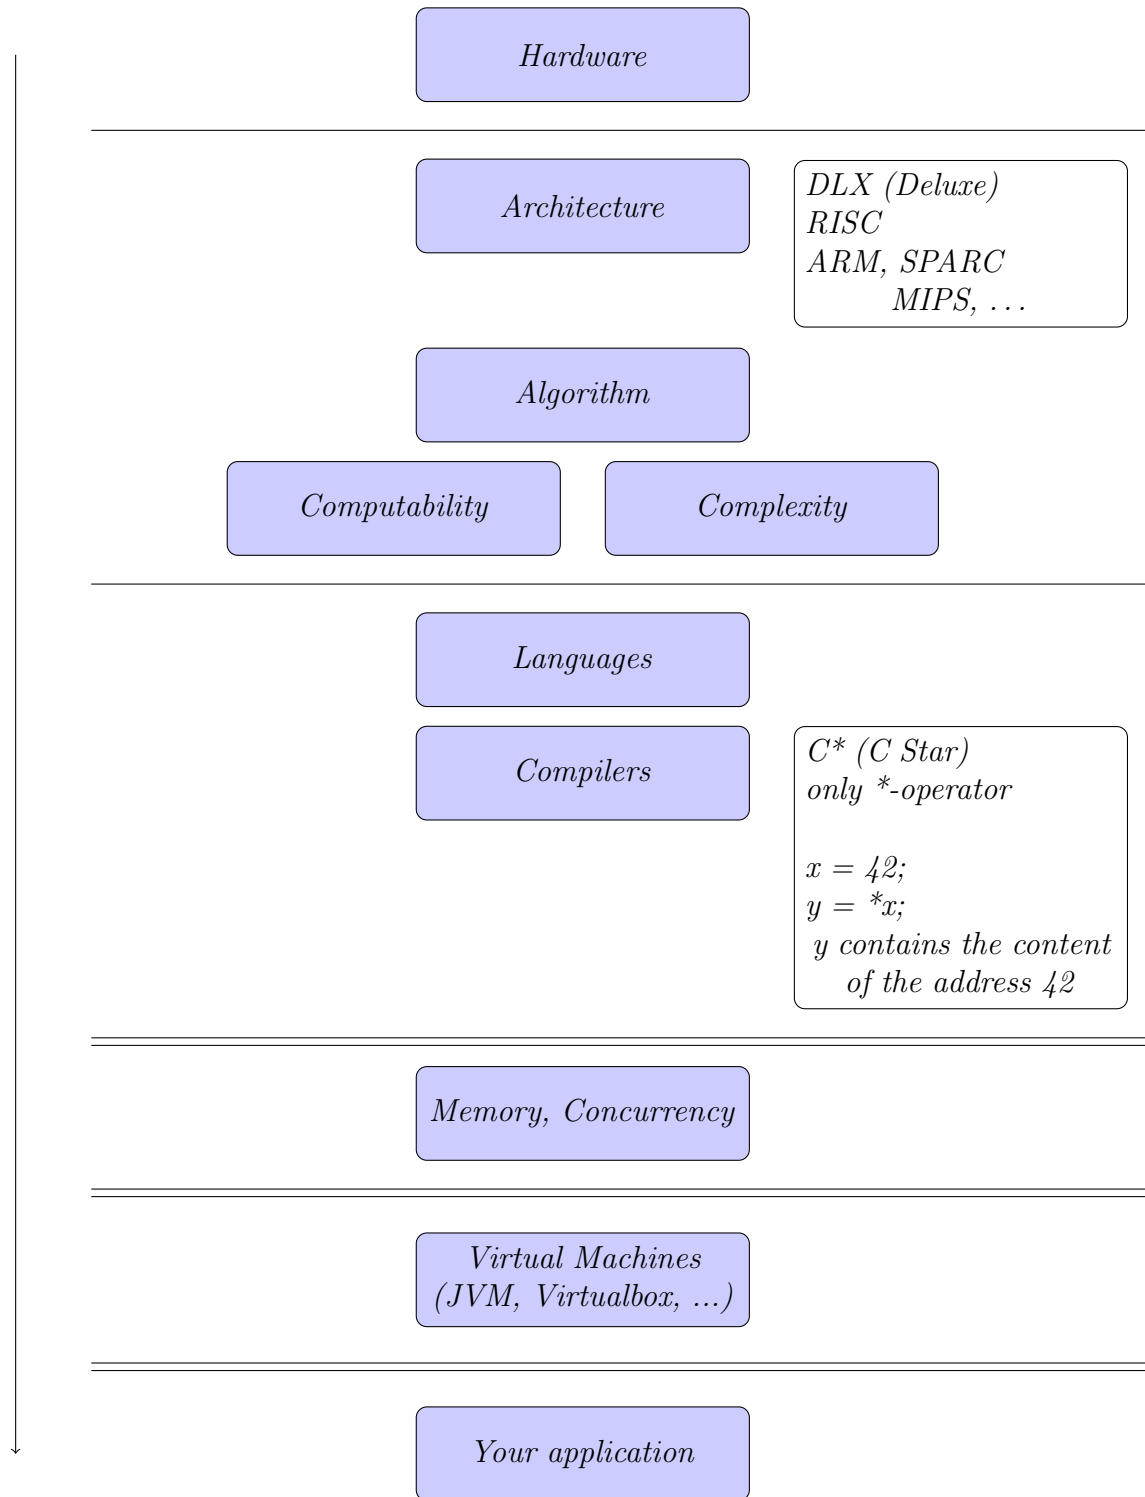 Hardware
Architecture
DLX (Deluxe)
RISC
ARM, SPARC
MIPS, . . .
Algorithm
Computability
Complexity
Languages
Compilers
C* (C Star)
only *-operator
x = 42;
y = *x;
y contains the content
of the address 42
Memory, Concurrency
Virtual Machines
(JVM, Virtualbox, ...)
Your application